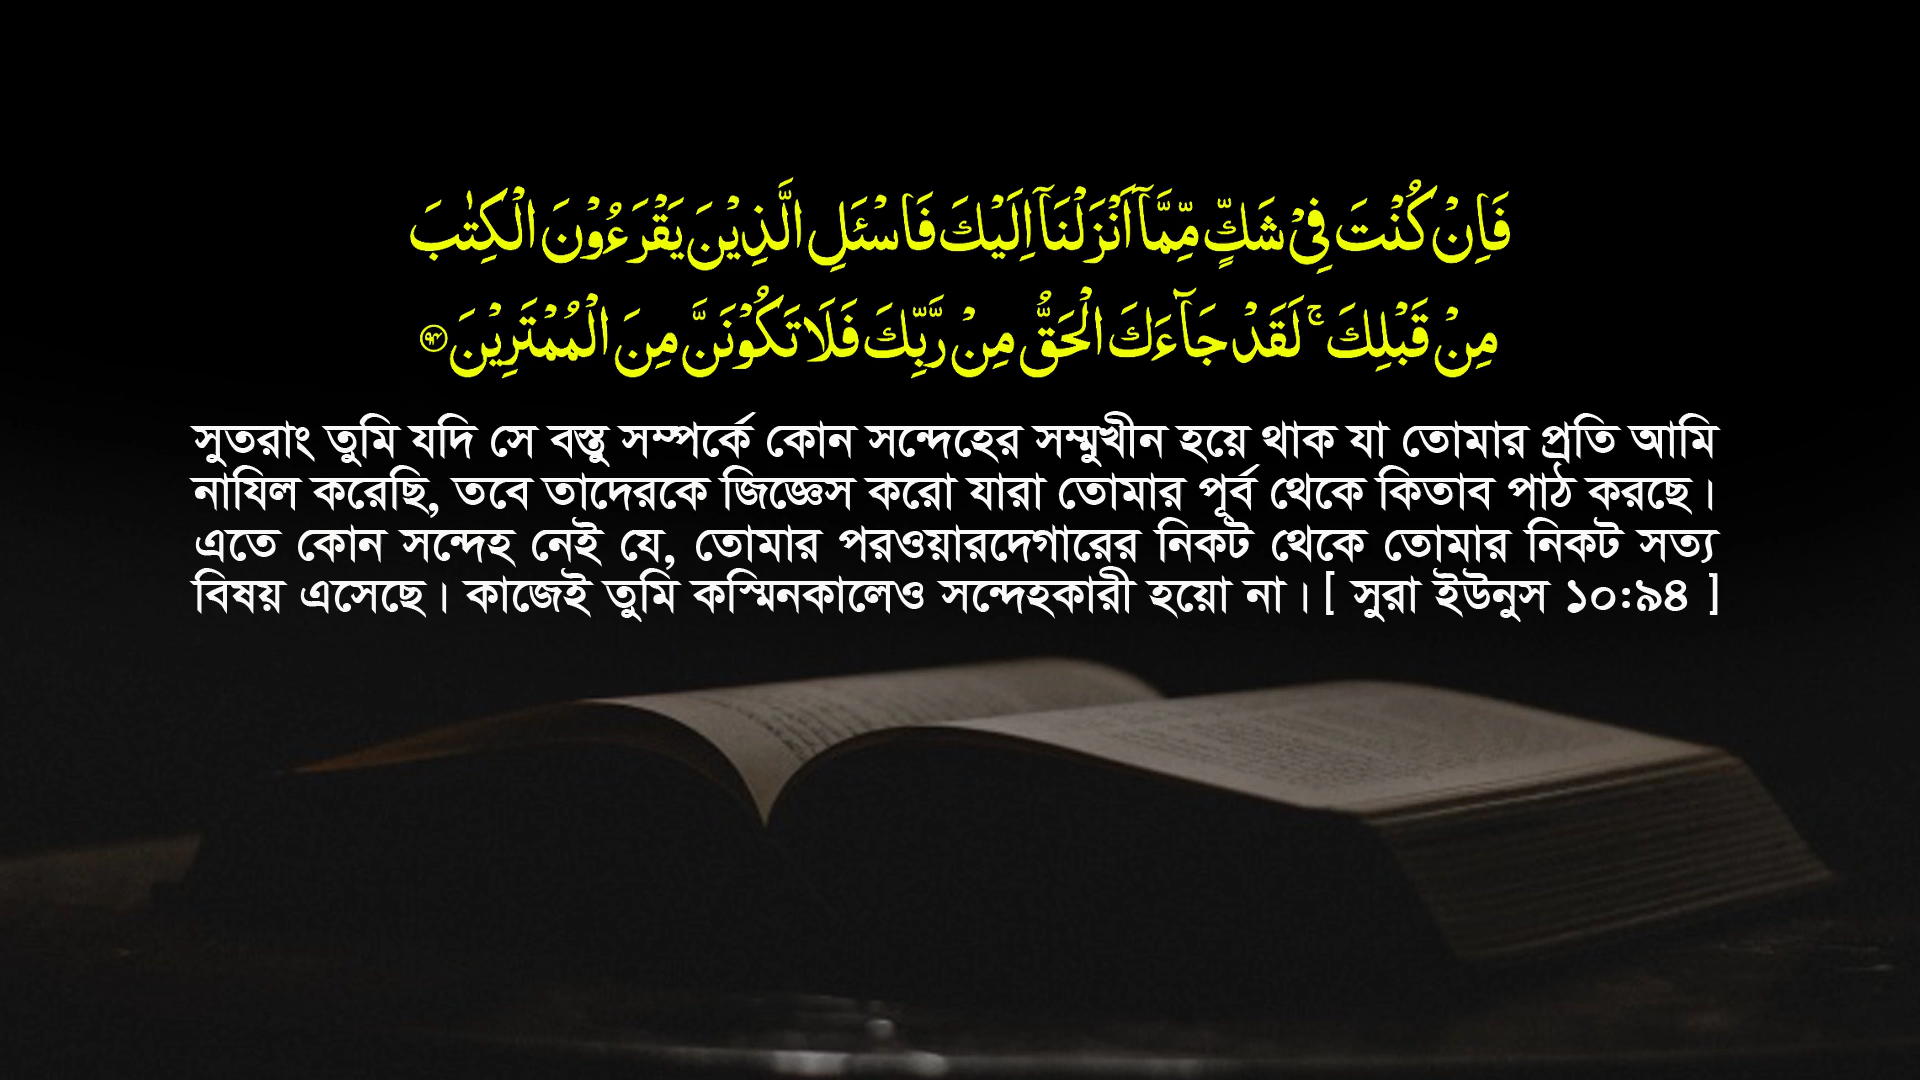 فَاِنْ كُنْتَ فِيْ شَكٍّ مِّمَّآ اَنْزَلْنَآ اِلَيْكَ فَاسْـَٔلِ الَّذِيْنَ يَقْرَءُوْنَ الْكِتٰبَ
مِنْ قَبْلِكَ ۚ لَقَدْ جَآءَكَ الْحَقُّ مِنْ رَّبِّكَ فَلَا تَكُوْنَنَّ مِنَ الْمُمْتَرِيْنَ ۝۹۴
সুতরাং তুমি যদি সে বস্তু সম্পর্কে কোন সন্দেহের সম্মুখীন হয়ে থাক যা তোমার প্রতি আমি
নাযিল করেছি, তবে তাদেরকে জিজ্ঞেস করো যারা তোমার পূর্ব থেকে কিতাব পাঠ করছে।
এতে কোন সন্দেহ নেই যে, তোমার পরওয়ারদেগারের নিকট থেকে তোমার নিকট সত্য
বিষয় এসেছে। কাজেই তুমি কস্মিনকালেও সন্দেহকারী হয়ো না। [ সুরা ইউনুস ১০:৯৪ ]